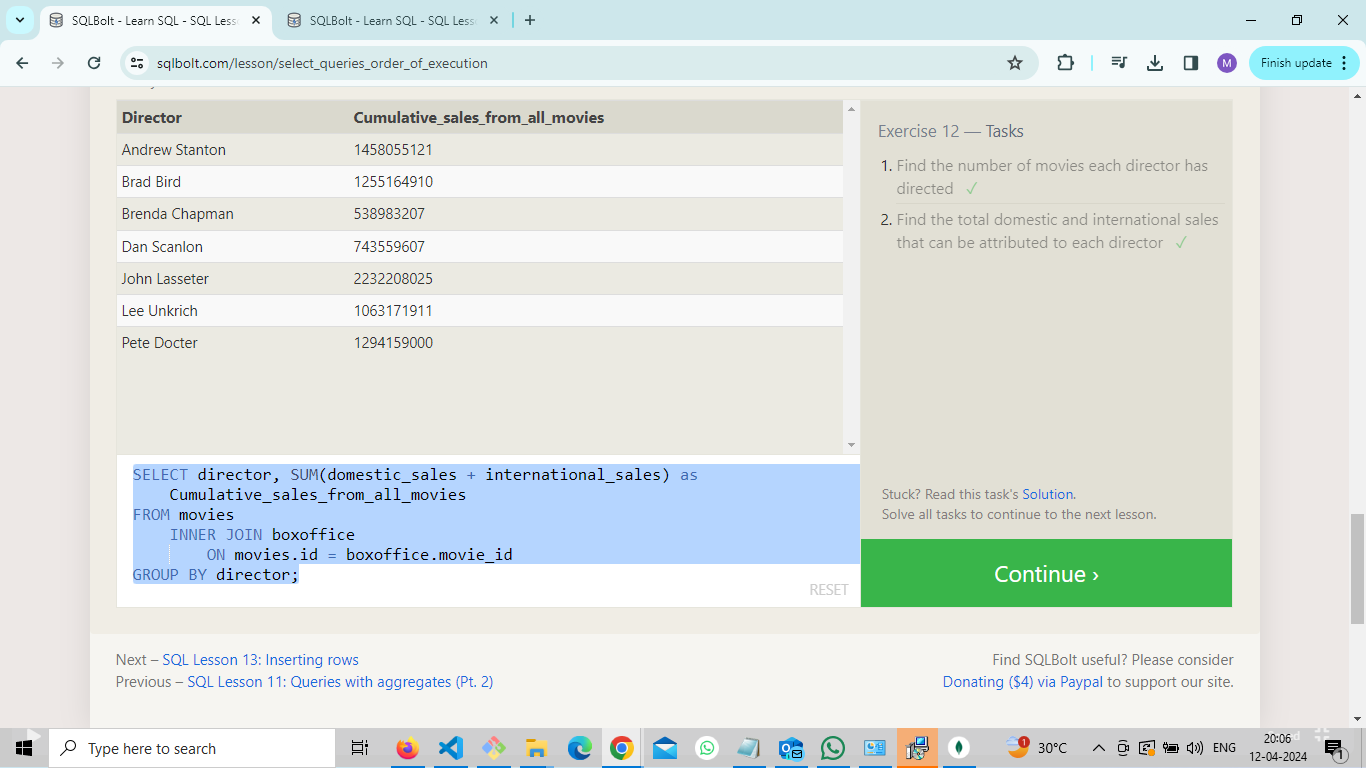 SQLBolt - Learn SQL - SQL Less
SQLBolt - Learn SQL - SQL Less
sqlbolt.com/lesson/select_queries_order_of_execution
M
Finish update
Director Cumulative_sales_from_all_movies
Andrew Stanton 1458055121
Brad Bird 1255164910
Brenda Chapman 538983207
Dan Scanlon 743559607
John Lasseter 2232208025
Lee Unkrich 1063171911
Pete Docter 1294159000
Exercise 12 — Tasks
1. Find the number of movies each director has
directed ✓
2. Find the total domestic and international sales
that can be attributed to each director ✓
SELECT director, SUM(domestic_sales + international_sales) as
Cumulative_sales_from_all_movies
FROM movies
INNER JOIN boxoffice
ON movies.id = boxoffice.movie_id
GROUP BY director;
RESET
Stuck? Read this task's Solution.
Solve all tasks to continue to the next lesson.
Continue ›
Next – SQL Lesson 13: Inserting rows
Previous – SQL Lesson 11: Queries with aggregates (Pt. 2)
Find SQLBolt useful? Please consider
Donating ($4) via Paypal to support our site.
Type here to search
1
30°C
ENG
20:06
12-04-2024
1